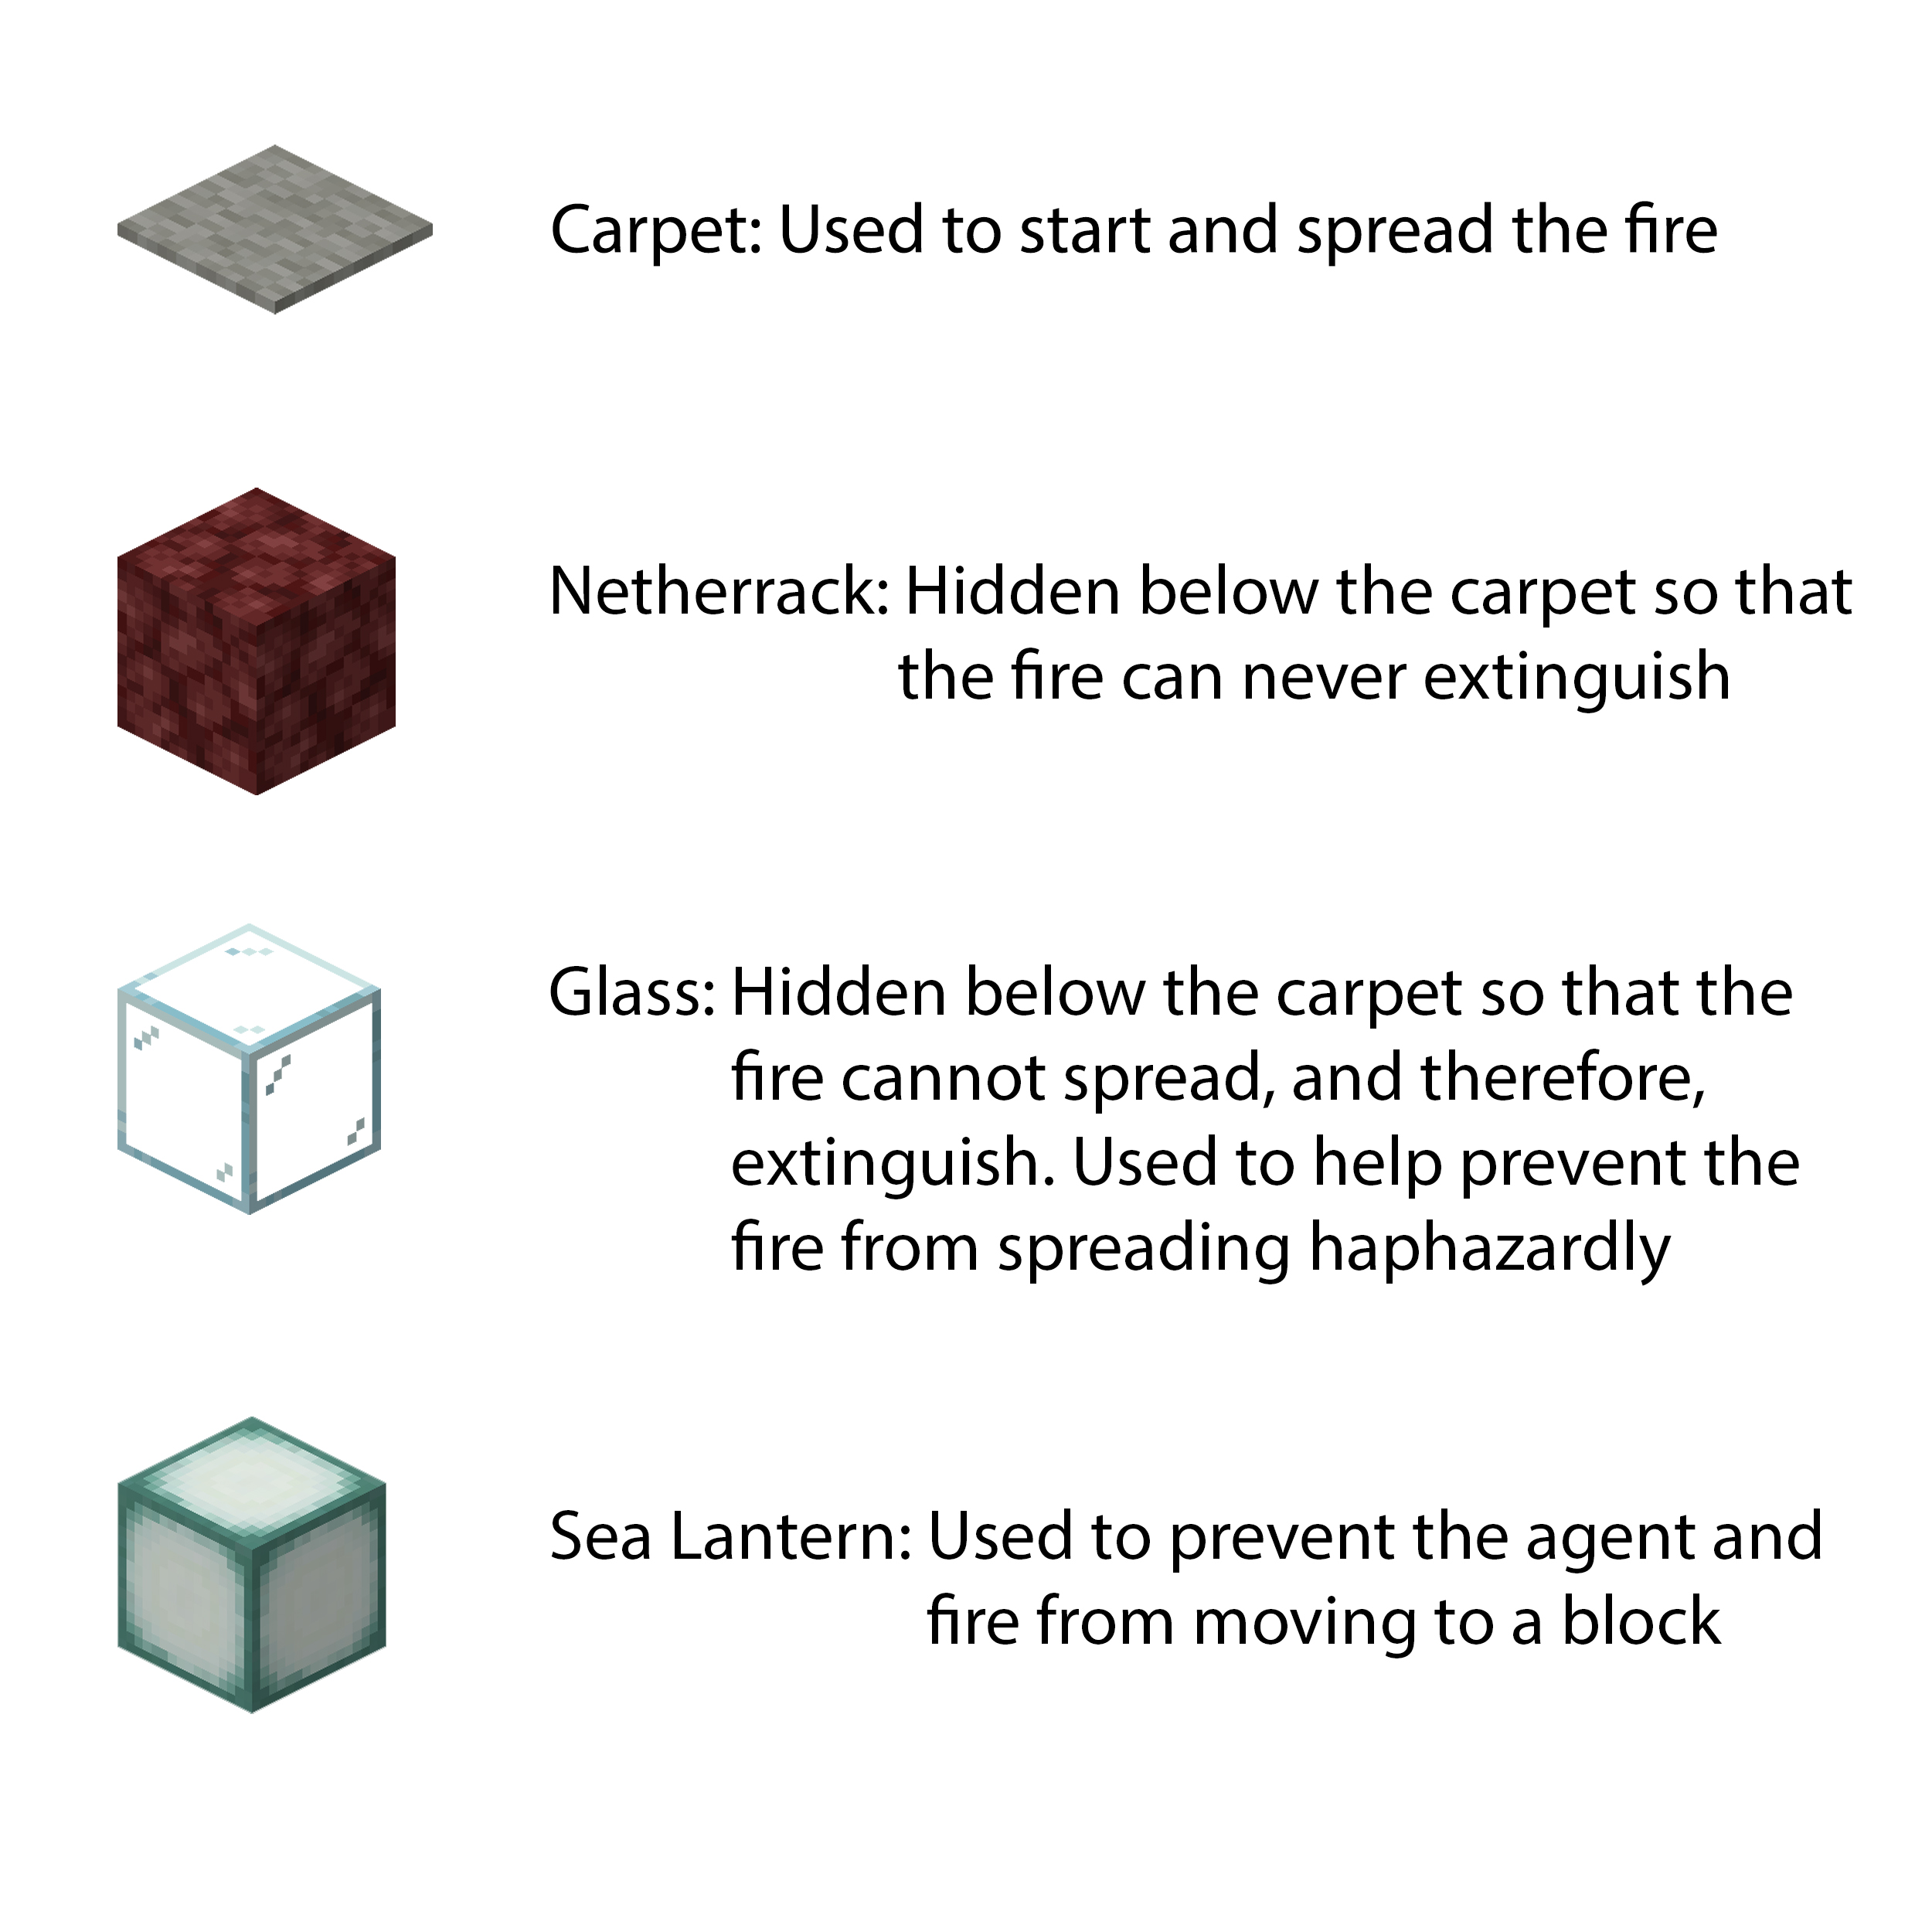 Carpet: Used to start and spread the fire
Netherrack: Hidden below the carpet so that
the fire can never extinguish
Glass: Hidden below the carpet so that the
fire cannot spread, and therefore,
extinguish. Used to help prevent the
fire from spreading haphazardly
Sea Lantern: Used to prevent the agent and
fire from moving to a block